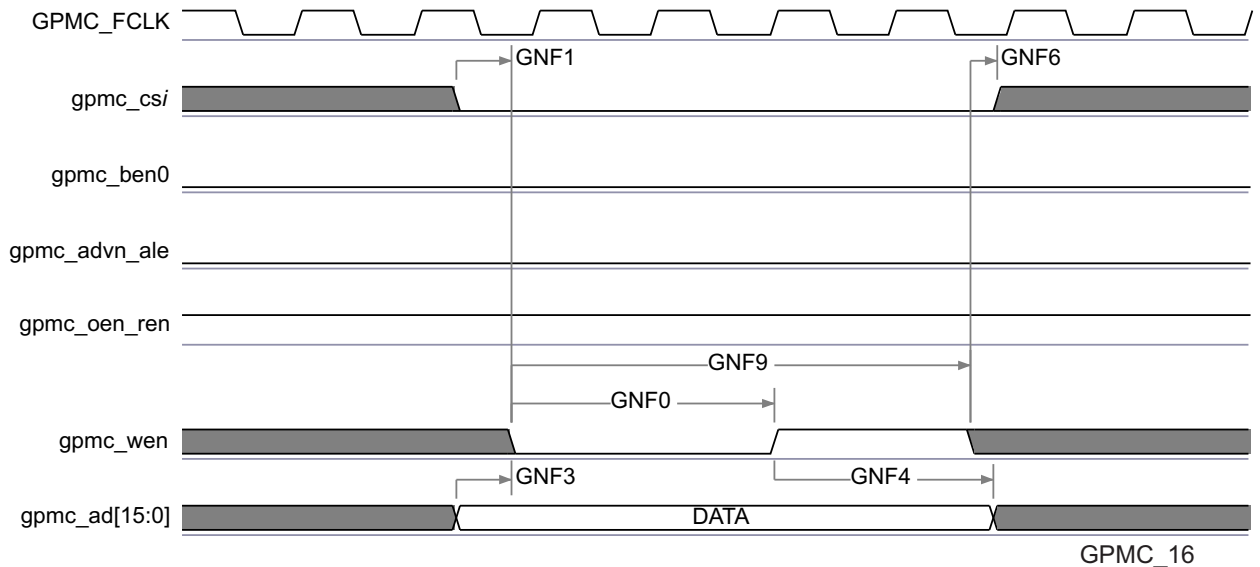 GPMC_FCLK
GNF1
GNF6
gpmc_csi
gpmc_ben0
gpmc_advn_ale
gpmc_oen_ren
GNF9
GNF0
gpmc_wen
GNF3
GNF4
gpmc_ad[15:0]
DATA
GPMC_16